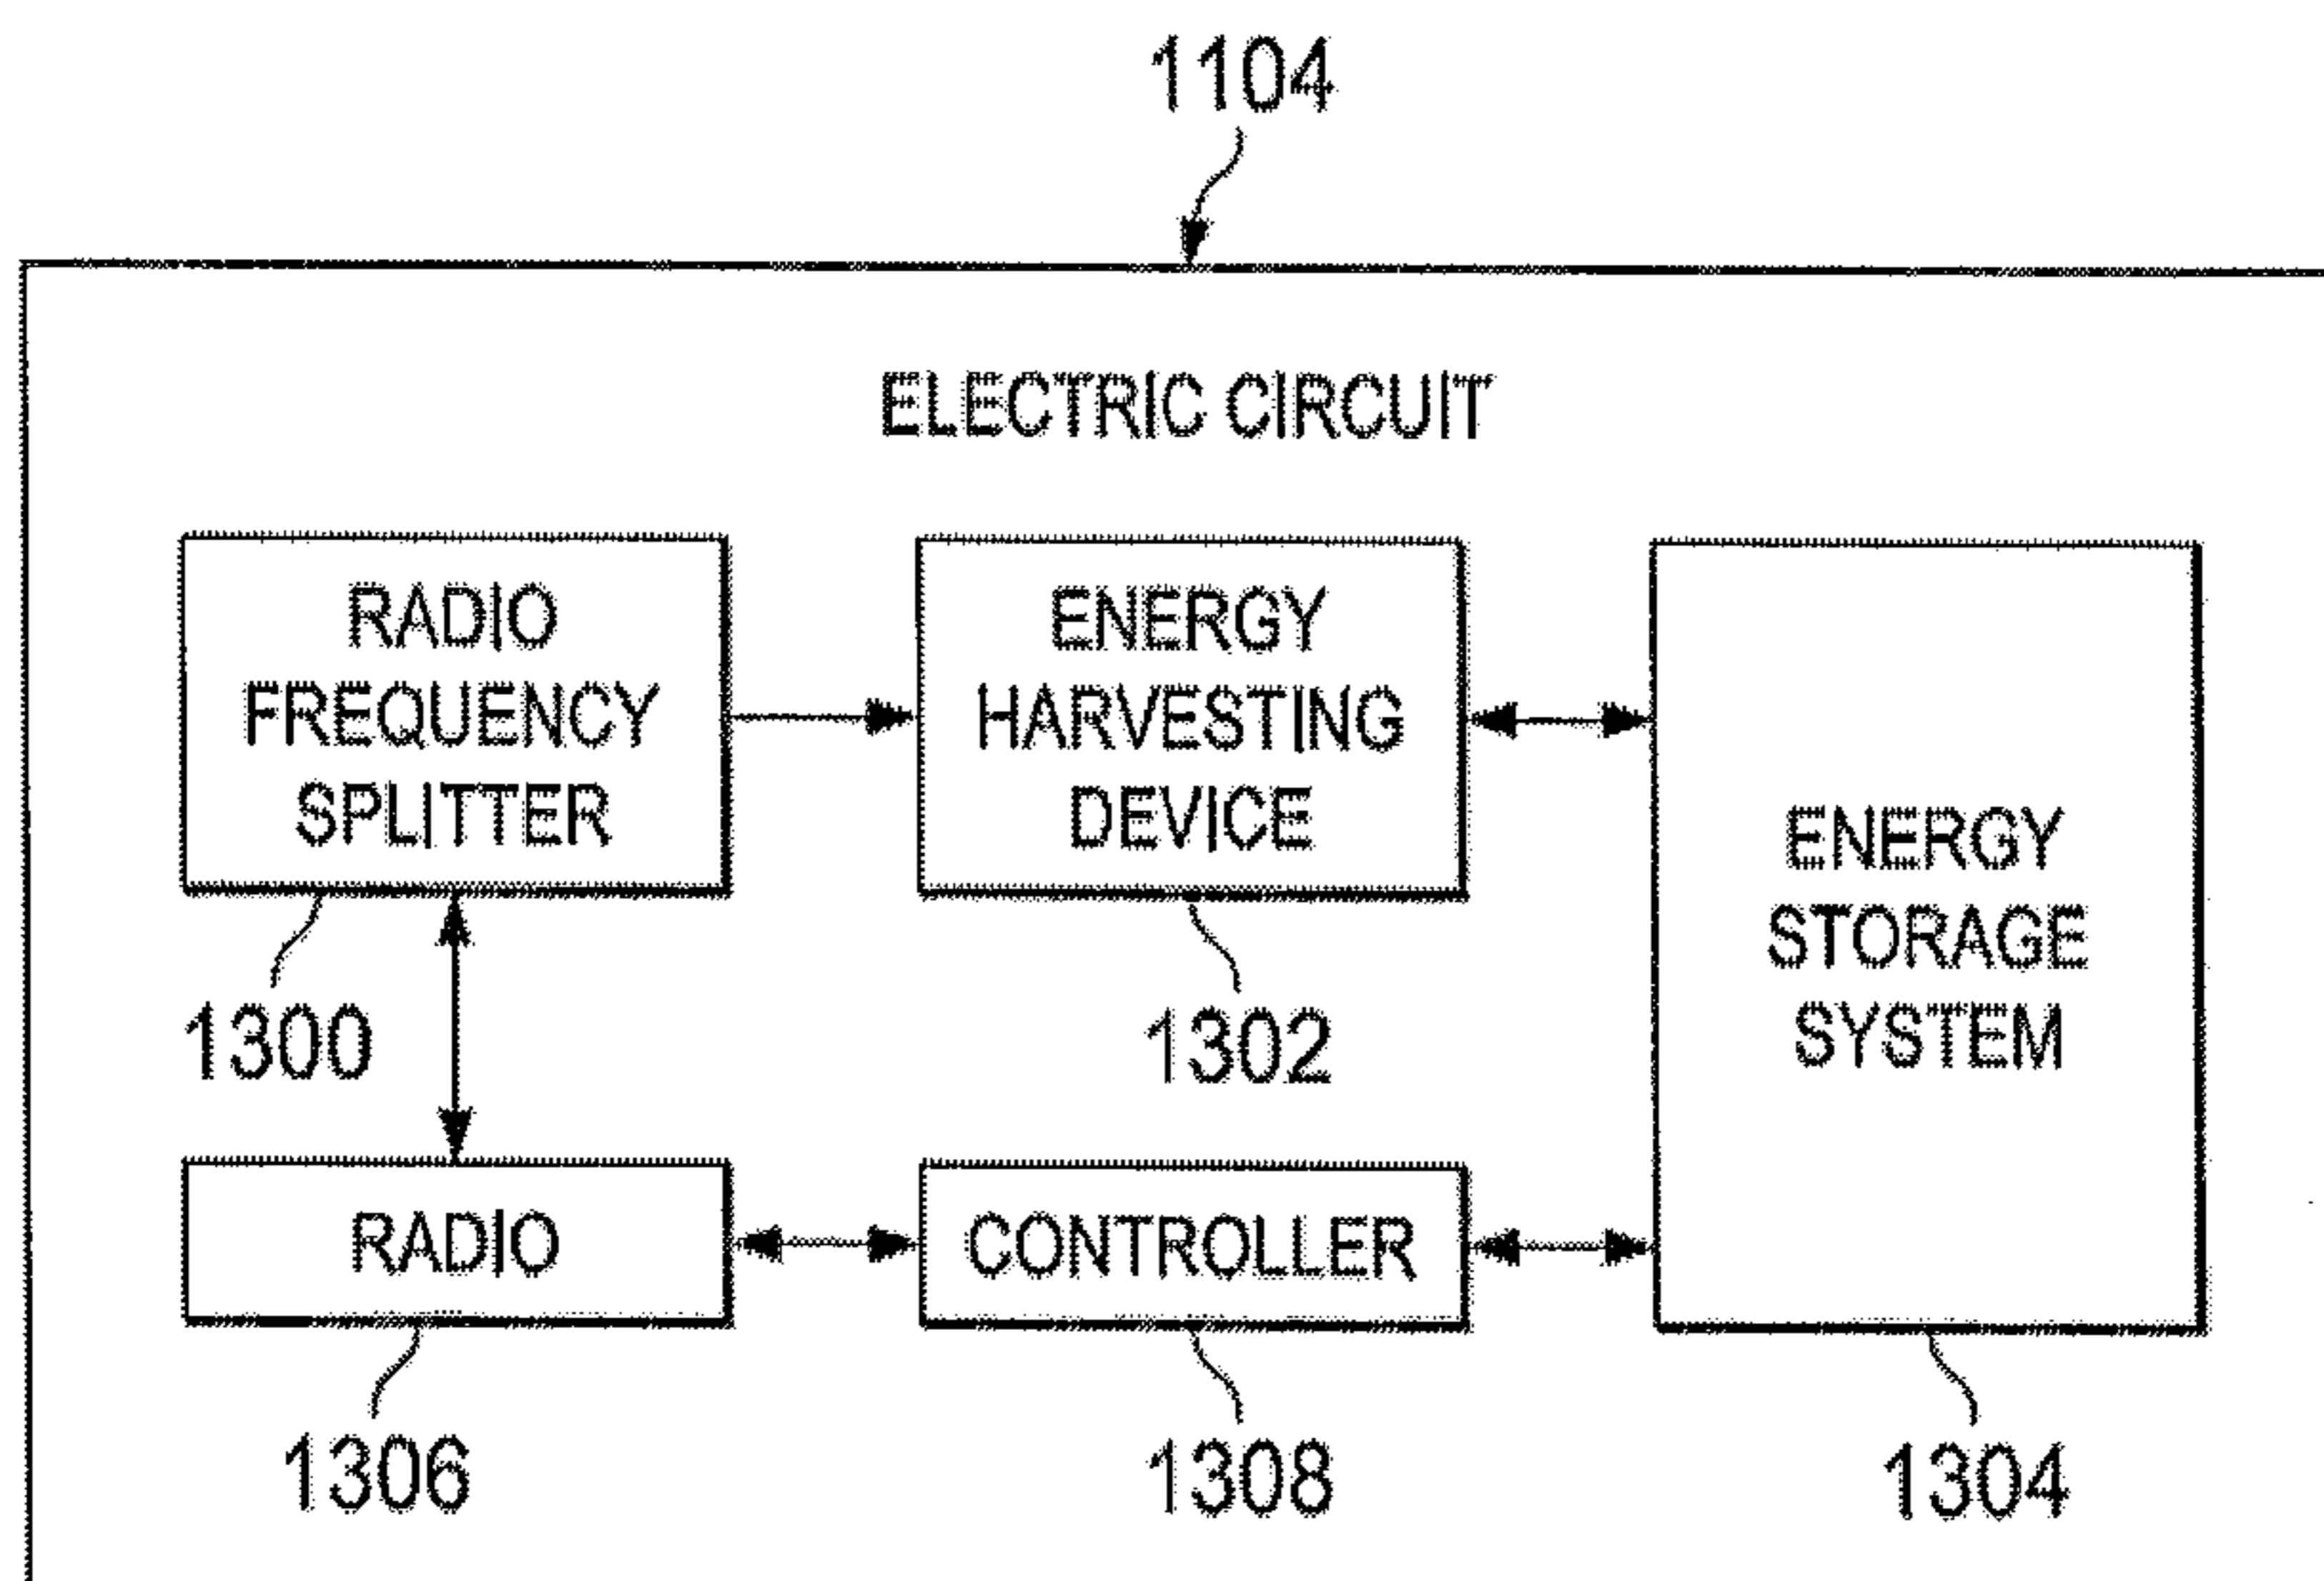 1104
ELECTRIC CIRCUIT
RADIO
FREQUENCY
SPLITTER
ENERGY
HARVESTING
DEVICE
ENERGY
STORAGE
SYSTEM
1300
1302
RADIO
CONTROLLER
1306
1308
1304